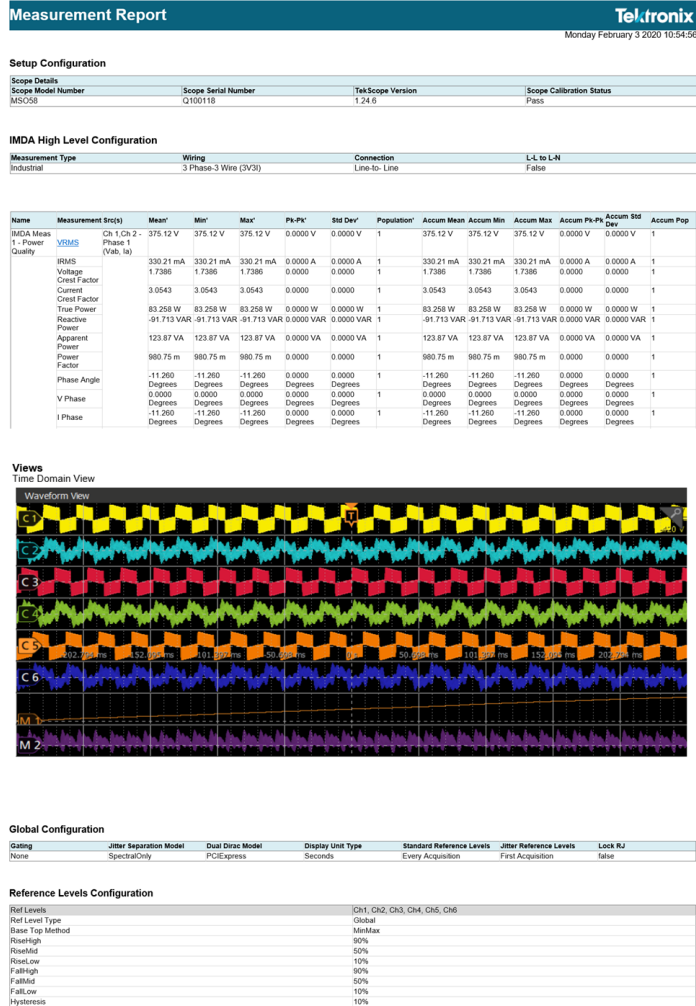 Measurement Report
Tektronix
Monday February 3 2020 10:54:56
Setup Configuration
Scope Details
Scope Model Number Scope Serial Number TekScope Version Scope Calibration Status
MSO58 Q100118 1.24.6 Pass
IMDA High Level Configuration
Measurement Type Wiring Connection L-L to L-N
Industrial 3 Phase-3 Wire (3V3I) Line-to- Line False
Name Measurement Src(s) Mean' Min' Max' Pk-Pk' Std Dev' Population' Accum Mean Accum Min Accum Max Accum Pk-Pk Accum Std Dev Accum Pop
IMDA Meas 1 - Power Quality VRMS Ch 1,Ch 2 - Phase 1 (Vab, Ia) 375.12 V 375.12 V 375.12 V 0.0000 V 0.0000 V 1 375.12 V 375.12 V 375.12 V 0.0000 V 0.0000 V 1
IRMS 330.21 mA 330.21 mA 330.21 mA 0.0000 A 0.0000 A 1 330.21 mA 330.21 mA 330.21 mA 0.0000 A 0.0000 A 1
Voltage Crest Factor 1.7386 1.7386 1.7386 0.0000 0.0000 1 1.7386 1.7386 1.7386 0.0000 0.0000 1
Current Crest Factor 3.0543 3.0543 3.0543 0.0000 0.0000 1 3.0543 3.0543 3.0543 0.0000 0.0000 1
True Power 83.258 W 83.258 W 83.258 W 0.0000 W 0.0000 W 1 83.258 W 83.258 W 83.258 W 0.0000 W 0.0000 W 1
Reactive Power -91.713 VAR -91.713 VAR -91.713 VAR 0.0000 VAR 0.0000 VAR 1 -91.713 VAR -91.713 VAR -91.713 VAR 0.0000 VAR 0.0000 VAR 1
Apparent Power 123.87 VA 123.87 VA 123.87 VA 0.0000 VA 0.0000 VA 1 123.87 VA 123.87 VA 123.87 VA 0.0000 VA 0.0000 VA 1
Power Factor 980.75 m 980.75 m 980.75 m 0.0000 0.0000 1 980.75 m 980.75 m 980.75 m 0.0000 0.0000 1
Phase Angle -11.260 Degrees -11.260 Degrees -11.260 Degrees 0.0000 Degrees 0.0000 Degrees 1 -11.260 Degrees -11.260 Degrees -11.260 Degrees 0.0000 Degrees 0.0000 Degrees 1
V Phase 0.0000 Degrees 0.0000 Degrees 0.0000 Degrees 0.0000 Degrees 0.0000 Degrees 1 0.0000 Degrees 0.0000 Degrees 0.0000 Degrees 0.0000 Degrees 0.0000 Degrees 1
I Phase -11.260 Degrees -11.260 Degrees -11.260 Degrees 0.0000 Degrees 0.0000 Degrees 1 -11.260 Degrees -11.260 Degrees -11.260 Degrees 0.0000 Degrees 0.0000 Degrees 1
Views
Time Domain View
Waveform View
C 1
T
C 2
C 3
C 4
C 5
-50.698 ms 0 s 50.698 ms 152.095 ms 202.794 ms
C 6
M 1
M 2
Global Configuration
Gating Jitter Separation Model Dual Dirac Model Display Unit Type Standard Reference Levels Jitter Reference Levels Lock RJ
None SpectralOnly PCIExpress Seconds Every Acquisition First Acquisition false
Reference Levels Configuration
Ref Levels Ch1, Ch2, Ch3, Ch4, Ch5, Ch6
Ref Level Type Global
Base Top Method MinMax
RiseHigh 90%
RiseMid 50%
RiseLow 10%
FallHigh 90%
FallMid 50%
FallLow 10%
Hysteresis 10%